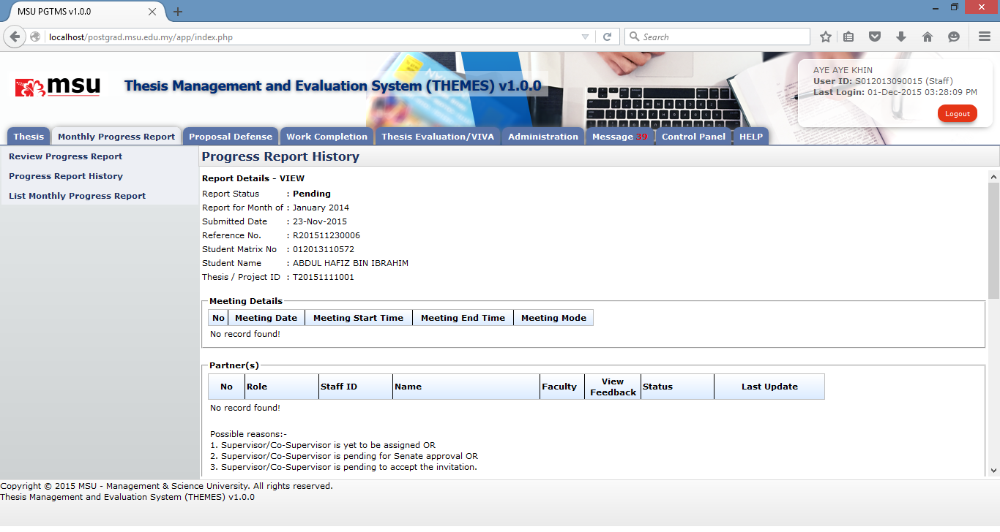 MSU PGTMS v1.0.0
localhost/postgrad.msu.edu.my/app/index.php
Search
msu
Thesis Management and Evaluation System (THEMES) v1.0.0
AYE AYE KHIN
User ID: S012013090015 (Staff)
Last Login: 01-Dec-2015 03:28:09 PM
Logout
Thesis Monthly Progress Report Proposal Defense Work Completion Thesis Evaluation/VIVA Administration Message 39 Control Panel HELP
Review Progress Report
Progress Report History
List Monthly Progress Report
Progress Report History
Report Details - VIEW
Report Status : Pending
Report for Month of : January 2014
Submitted Date : 23-Nov-2015
Reference No. : R201511230006
Student Matrix No : 012013110572
Student Name : ABDUL HAFIZ BIN IBRAHIM
Thesis / Project ID : T20151111001
Meeting Details
No Meeting Date Meeting Start Time Meeting End Time Meeting Mode
No record found!
Partner(s)
No Role Staff ID Name Faculty View Feedback Status Last Update
No record found!
Possible reasons:-
1. Supervisor/Co-Supervisor is yet to be assigned OR
2. Supervisor/Co-Supervisor is pending for Senate approval OR
3. Supervisor/Co-Supervisor is pending to accept the invitation.
Copyright © 2015 MSU - Management & Science University. All rights reserved.
Thesis Management and Evaluation System (THEMES) v1.0.0